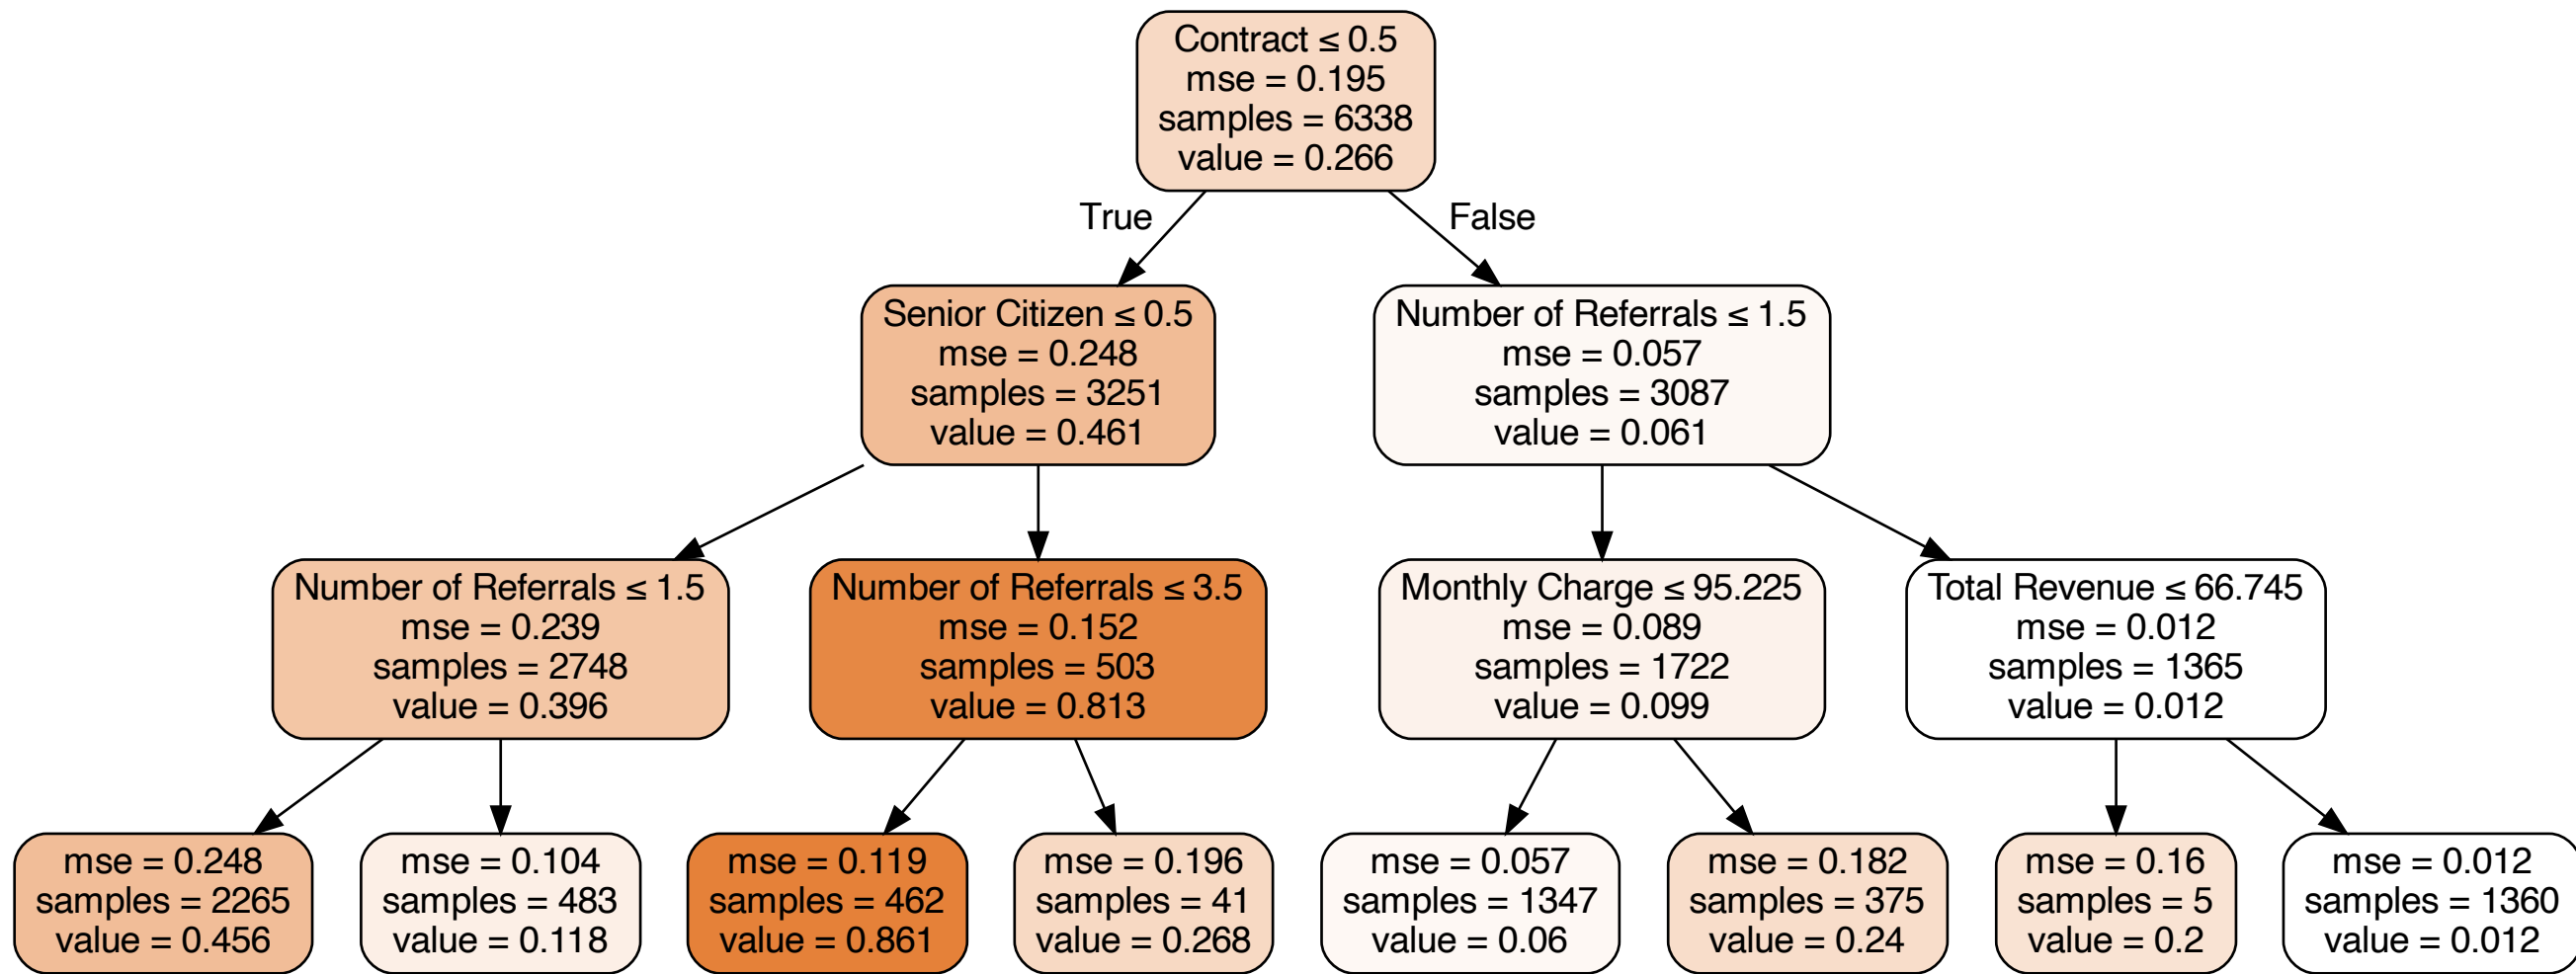 Contract ≤ 0.5
mse = 0.195
samples = 6338
value = 0.266
True
False
Senior Citizen ≤ 0.5
mse = 0.248
samples = 3251
value = 0.461
Number of Referrals ≤ 1.5
mse = 0.057
samples = 3087
value = 0.061
Number of Referrals ≤ 1.5
mse = 0.239
samples = 2748
value = 0.396
Number of Referrals ≤ 3.5
mse = 0.152
samples = 503
value = 0.813
Monthly Charge ≤ 95.225
mse = 0.089
samples = 1722
value = 0.099
Total Revenue ≤ 66.745
mse = 0.012
samples = 1365
value = 0.012
mse = 0.248
samples = 2265
value = 0.456
mse = 0.104
samples = 483
value = 0.118
mse = 0.119
samples = 462
value = 0.861
mse = 0.196
samples = 41
value = 0.268
mse = 0.057
samples = 1347
value = 0.06
mse = 0.182
samples = 375
value = 0.24
mse = 0.16
samples = 5
value = 0.2
mse = 0.012
samples = 1360
value = 0.012